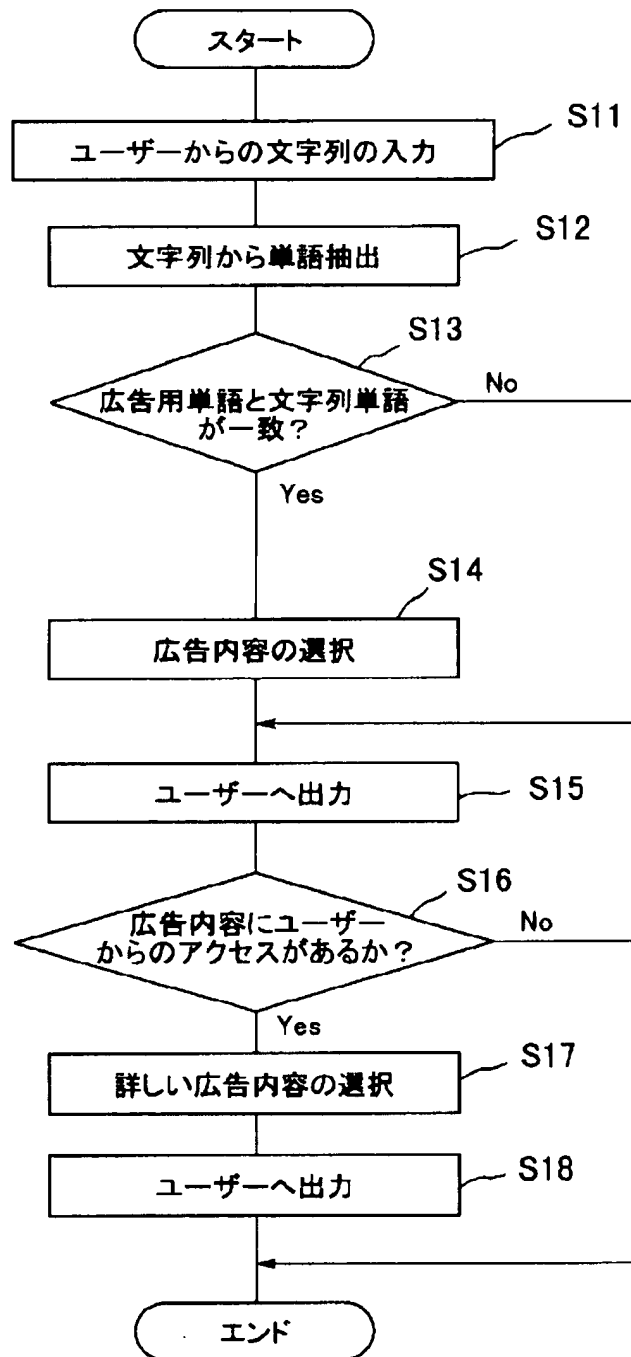 スタート
S11
ユーザーからの文字列の入力
S12
文字列から単語抽出
S13
広告用単語と文字列単語
が一致？
No
Yes
S14
広告内容の選択
ユーザーへ出力
S15
S16
広告内容にユーザー
からのアクセスがあるか？
No
Yes
S17
詳しい広告内容の選択
S18
ユーザーへ出力
エンド